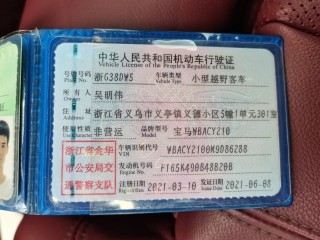 中华人民共和国机动车行驶证
Vehicle License of the People's Republic of China
号牌号码 Plate No. 浙G38DW5 车辆类型 Vehicle Type 小型越野客车
所有人 Owner 吴明伟
住址 Address 浙江省义乌市义亭镇义德小区5幢1单元301室
使用性质 Use Character 非营运 品牌型号 Model 宝马WBACY210
浙江省金华 车辆识别代号 VIN WBACY2100M9D86288
市公安局交 发动机号码 Engine No. F165K490B48B20B
通警察支队 注册日期 Register Date 2021-03-10 发证日期 Issue Date 2021-06-08